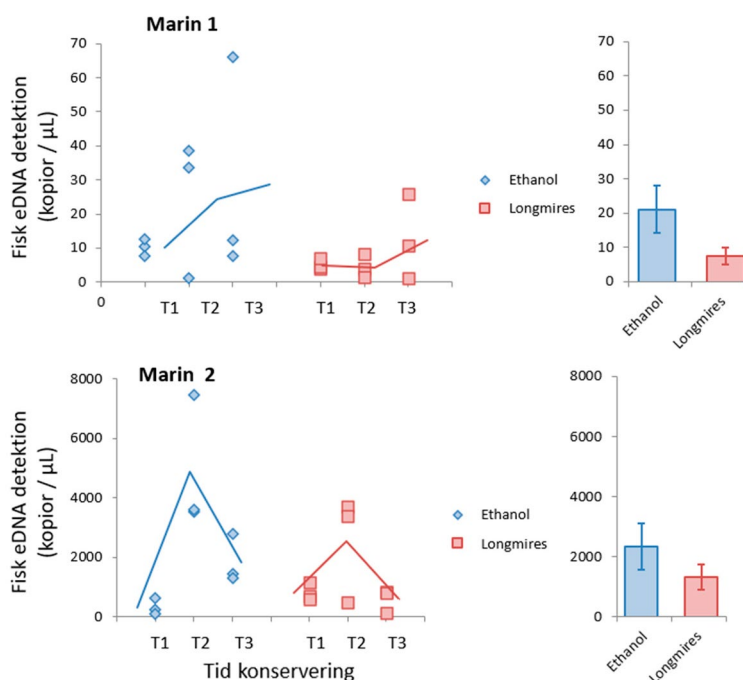 Marin 1
Fisk eDNA detektion
(kopior / µL)
70
60
50
40
30
20
10
0
0
T1 T2 T3 T1 T2 T3
Ethanol
Longmires
70
60
50
40
30
20
10
0
Ethanol Longmires
Marin 2
Fisk eDNA detektion
(kopior / µL)
8000
6000
4000
2000
0
T1 T2 T3 T1 T2 T3
Tid konservering
Ethanol
Longmires
8000
6000
4000
2000
0
Ethanol Longmires